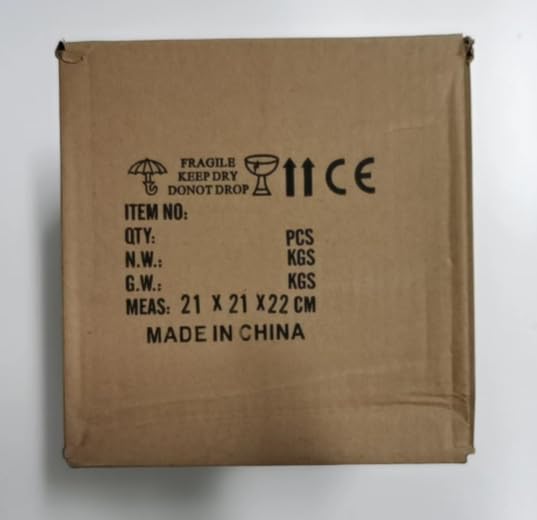 FRAGILE
KEEP DRY
DONOT DROP
CE
ITEM NO:
QTY: PCS
N.W.: KGS
G.W.: KGS
MEAS: 21 X 21 X22 CM
MADE IN CHINA